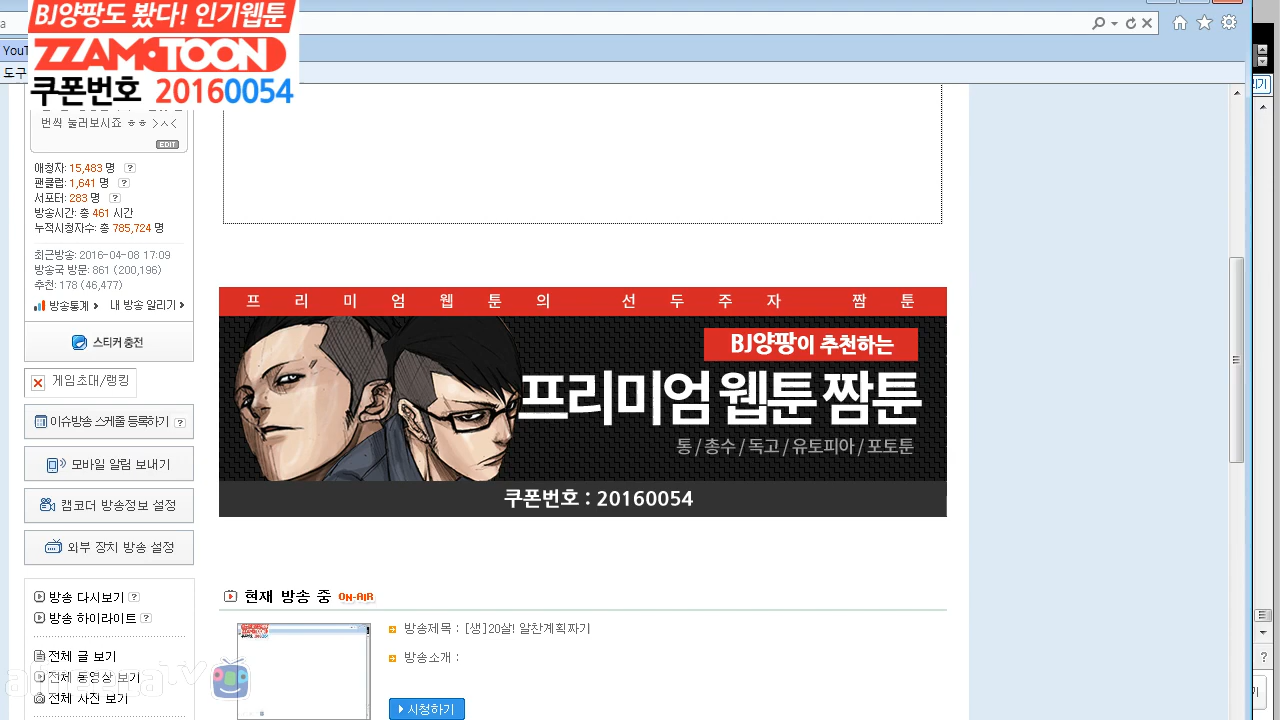 BJ양팡도 봤다! 인기웹툰
ZZAM·TOON
쿠폰번호 20160054
YouT
번씩 눌러보시죠 ㅎㅎ >ㅅ<
EDIT
애청자: 15,483 명 ?
팬클럽: 1,641 명 ?
서포터: 283 명 ?
방송시간: 총 461 시간
누적시청자수: 총 785,724 명
최근방송: 2016-04-08 17:09
방송국 방문: 861 (200,196)
추천: 178 (46,477)
방송통계 내 방송 알리기
스티커 충전
게임초대/랭킹
이슈방송 스케줄 등록하기 ?
모바일 알림 보내기
캠코더 방송정보 설정
외부 장치 방송 설정
방송 다시보기 ?
방송 하이라이트 ?
전체 글 보기
전체 동영상 보기
전체 사진 보기
프리미엄웹툰의 선두주자 짬툰
BJ양팡이 추천하는
프리미엄 웹툰 짬툰
통 / 총수 / 독고 / 유토피아 / 포토툰
쿠폰번호 : 20160054
현재 방송 중 ON-AIR
방송제목 : [생]20살! 알찬계획짜기
방송소개 :
시청하기
afreecaTV